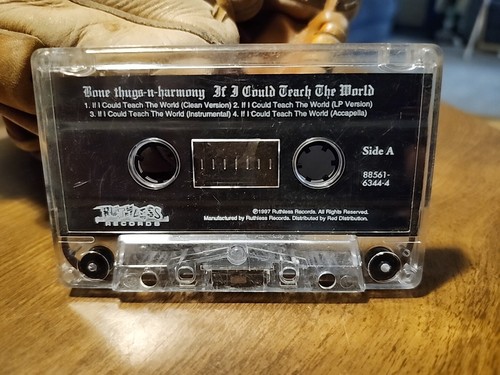 Bone thugs-n-harmony If I Could Teach The World
1. If I Could Teach The World (Clean Version) 2. If I Could Teach The World (LP Version)
3. If I Could Teach The World (Instrumental) 4. If I Could Teach The World (Accapella)
Side A
88561-
6344-4
RUTHLESS
RECORDS
℗1997 Ruthless Records. All Rights Reserved.
Manufactured by Ruthless Records. Distributed by Red Distribution.